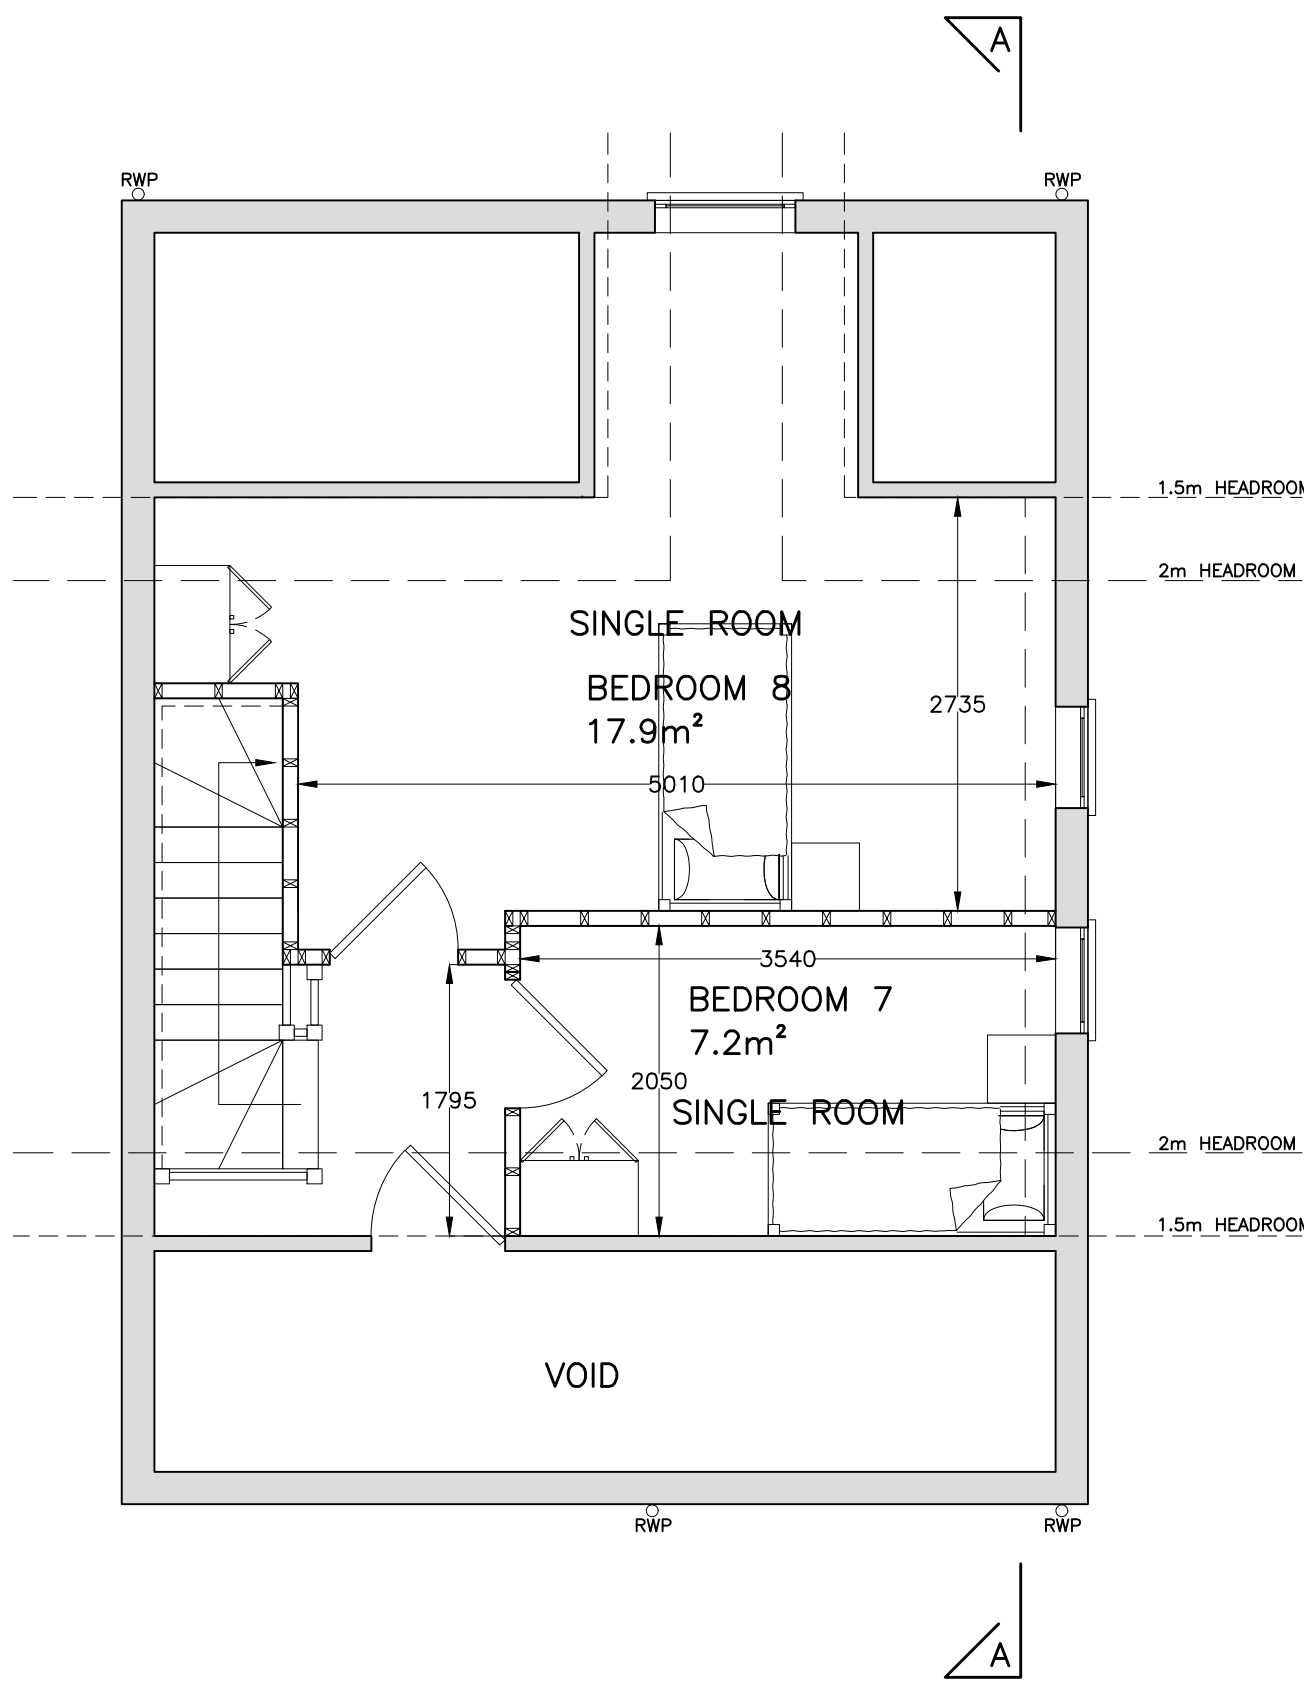 A
RWP
RWP
1.5m HEADROOM
2m HEADROOM
SINGLE ROOM
BEDROOM 8
17.9m²
2735
5010
3540
BEDROOM 7
7.2m²
2050
1795
SINGLE ROOM
2m HEADROOM
1.5m HEADROOM
VOID
RWP
RWP
A